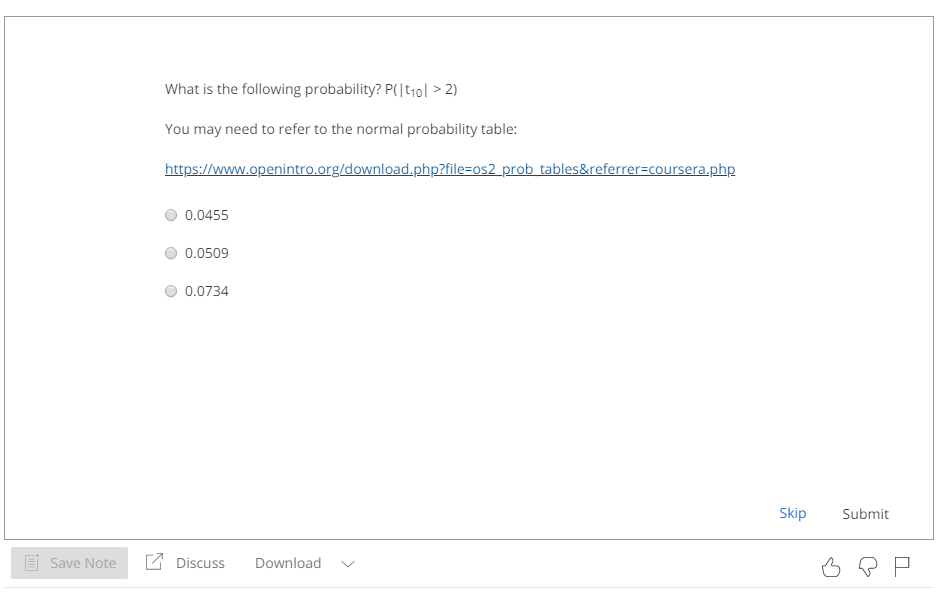 What is the following probability? P(|t₁₀| > 2)
You may need to refer to the normal probability table:
https://www.openintro.org/download.php?file=os2_prob_tables&referrer=coursera.php
0.0455
0.0509
0.0734
Skip Submit
Save Note Discuss Download